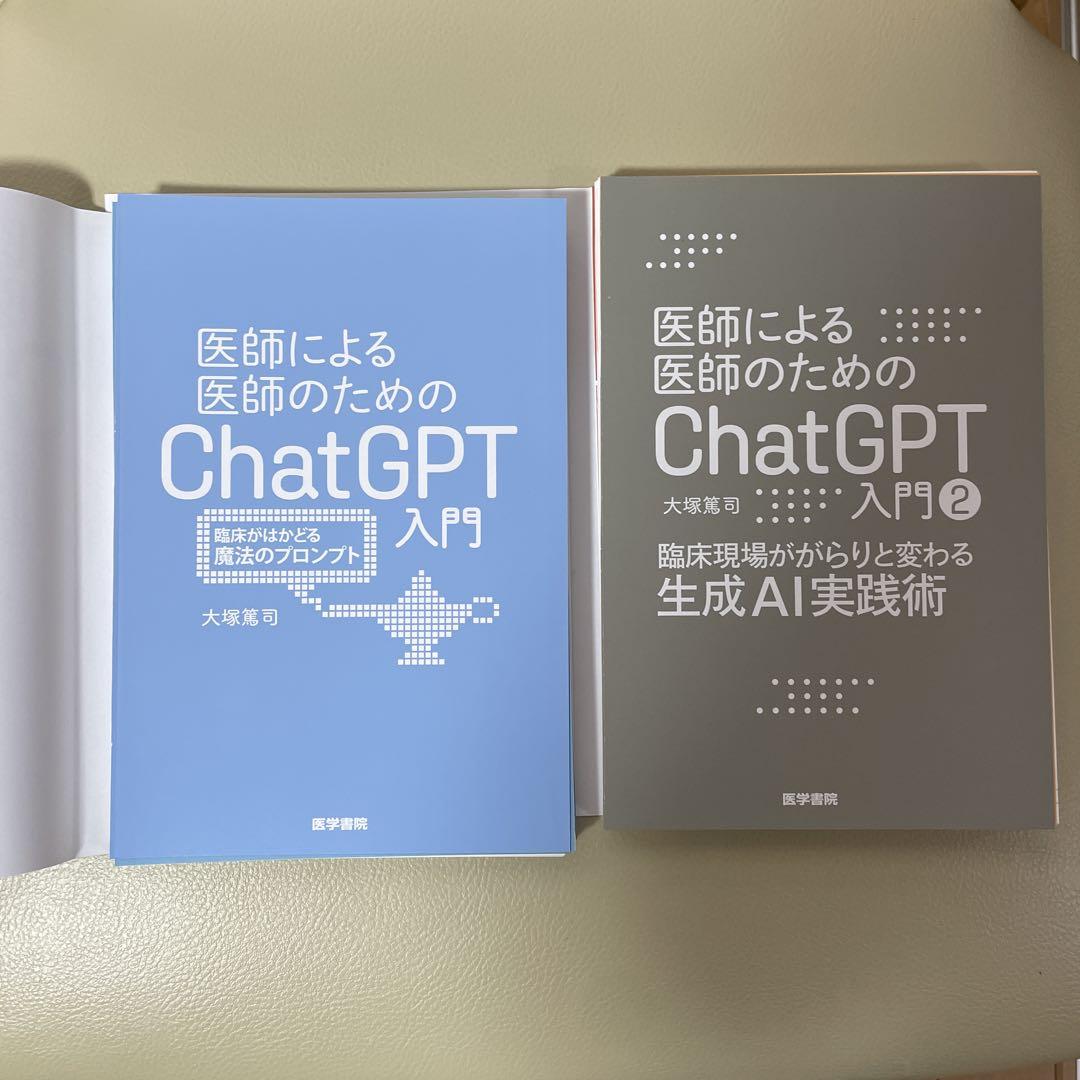 医師による
医師のための
ChatGPT
入門
臨床がはかどる
魔法のプロンプト
大塚篤司
医学書院
医師による
医師のための
ChatGPT
大塚篤司
入門2
臨床現場ががらりと変わる
生成AI実践術
医学書院